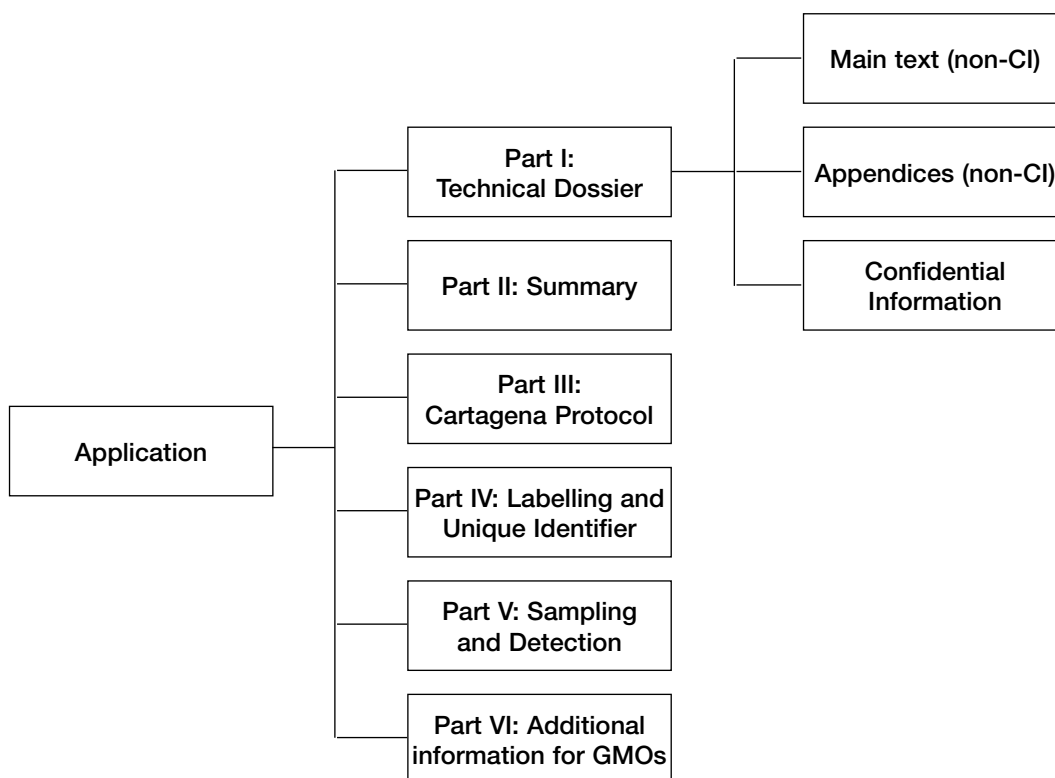 Main text (non-CI)
Part I:
Technical Dossier
Appendices (non-CI)
Part II: Summary
Confidential
Information
Part III:
Cartagena Protocol
Application
Part IV: Labelling and
Unique Identifier
Part V: Sampling
and Detection
Part VI: Additional
information for GMOs